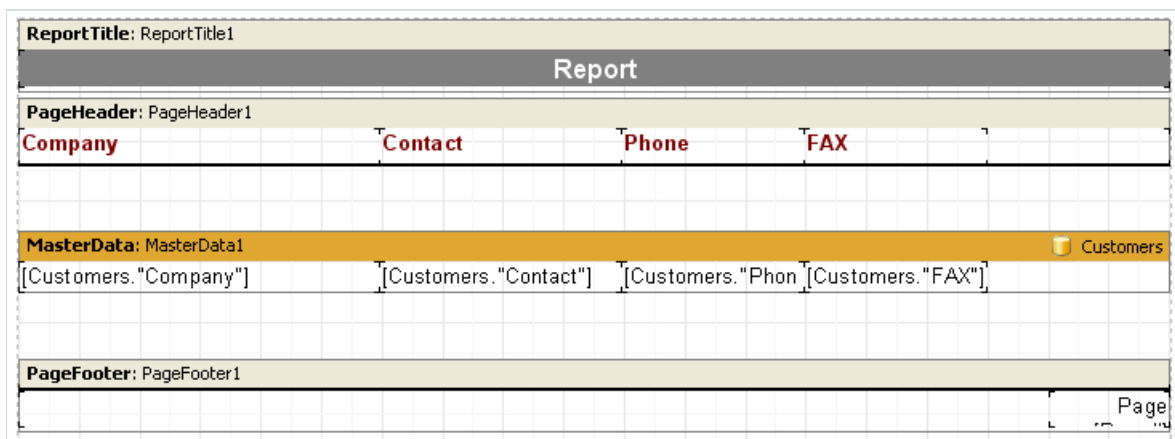 ReportTitle: ReportTitle1
Report
PageHeader: PageHeader1
Company Contact Phone FAX
MasterData: MasterData1 Customers
[Customers."Company"] [Customers."Contact"] [Customers."Phon [Customers."FAX"]
PageFooter: PageFooter1
Page